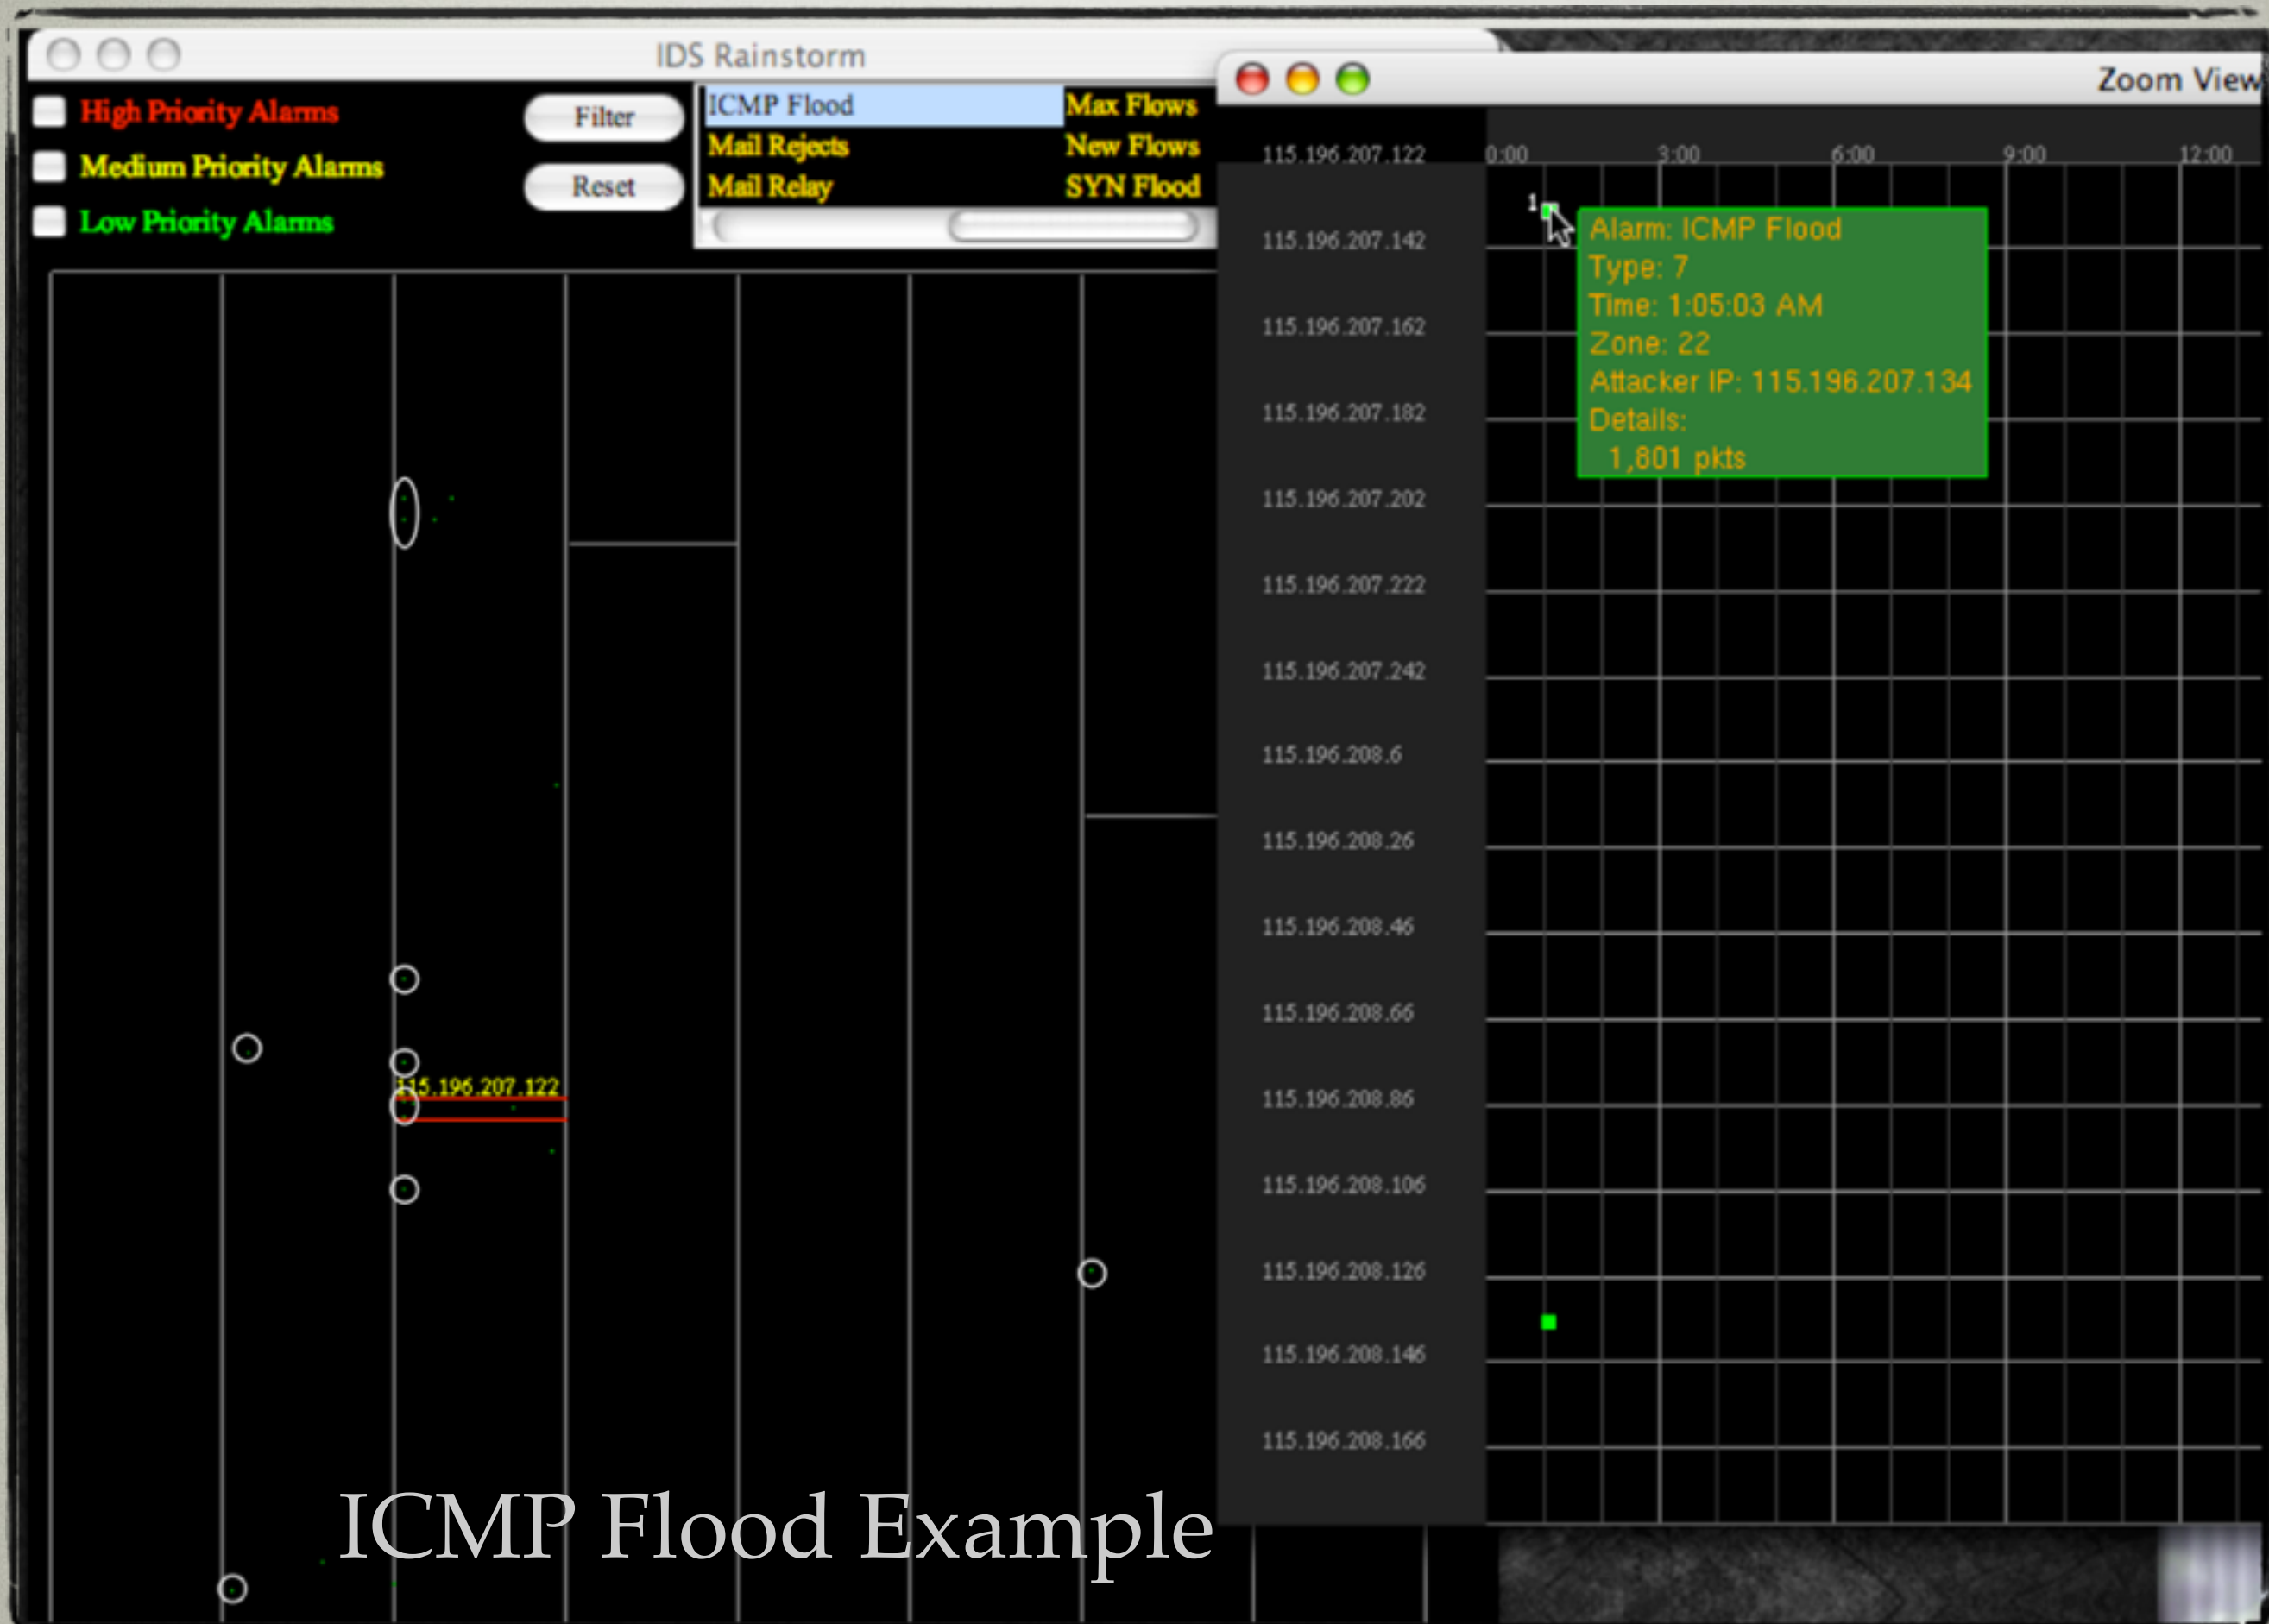 IDS Rainstorm
High Priority Alarms
Medium Priority Alarms
Low Priority Alarms
Filter
Reset
ICMP Flood Max Flows
Mail Rejects New Flows
Mail Relay SYN Flood
115.196.207.122
Zoom View
0:00 3:00 6:00 9:00 12:00
115.196.207.122
115.196.207.142
115.196.207.162
115.196.207.182
115.196.207.202
115.196.207.222
115.196.207.242
115.196.208.6
115.196.208.26
115.196.208.46
115.196.208.66
115.196.208.86
115.196.208.106
115.196.208.126
115.196.208.146
115.196.208.166
1
Alarm: ICMP Flood
Type: 7
Time: 1:05:03 AM
Zone: 22
Attacker IP: 115.196.207.134
Details:
1,801 pkts
ICMP Flood Example